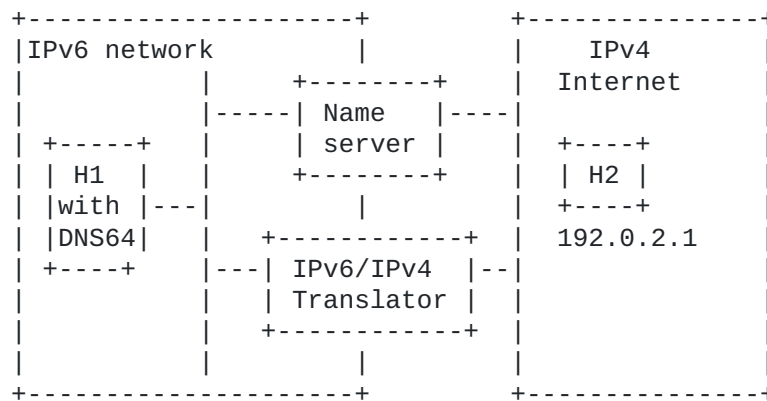 +---------------------+         +---------------+
|IPv6 network         |         |    IPv4       |
|           |     +--------+    |  Internet     |
|           |-----| Name   |----|               |
| +-----+   |     | server |    |  +----+       |
| | H1  |   |     +--------+    |  | H2 |       |
| |with |---|         |         |  +----+       |
| |DNS64|   |   +------------+  |  192.0.2.1    |
| +----+    |---| IPv6/IPv4  |--|               |
|           |   | Translator |  |               |
|           |   +------------+  |               |
|           |         |         |               |
+---------------------+         +---------------+